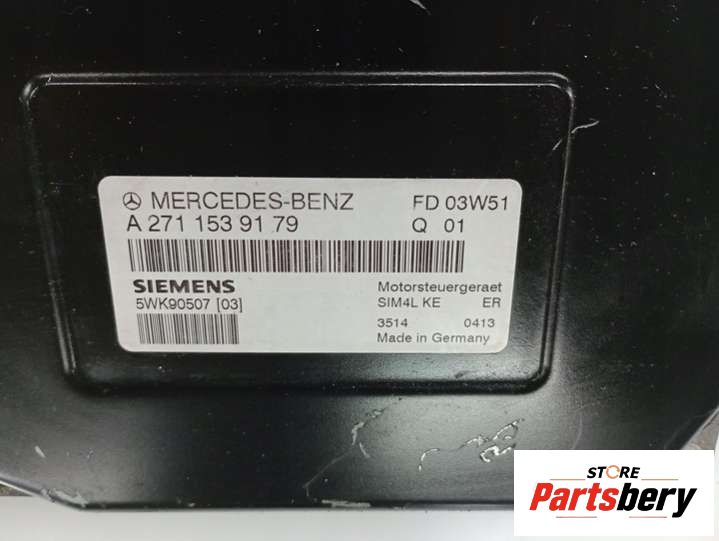 MERCEDES-BENZ FD 03W51
A 271 153 91 79 Q 01
SIEMENS Motorsteuergeraet
5WK90507 [03] SIM4L KE ER
3514 0413
Made in Germany
STORE
Partsbery